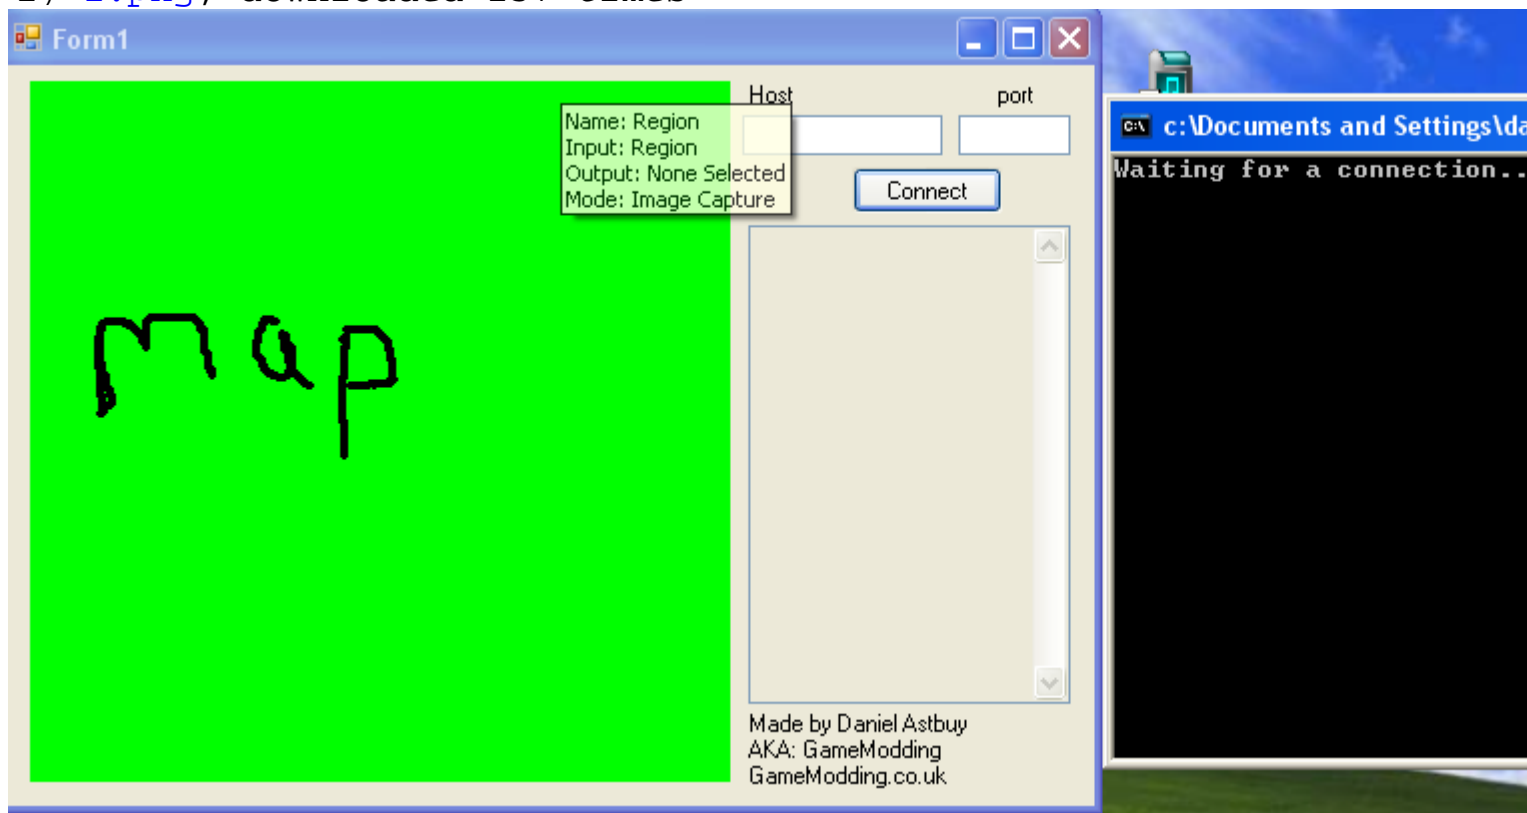 Form1
Host port
Name: Region
Input: Region
Output: None Selected
Mode: Image Capture
Connect
map
Made by Daniel Astbuy
AKA: GameModding
GameModding.co.uk
c:\Documents and Settings\da
Waiting for a connection..